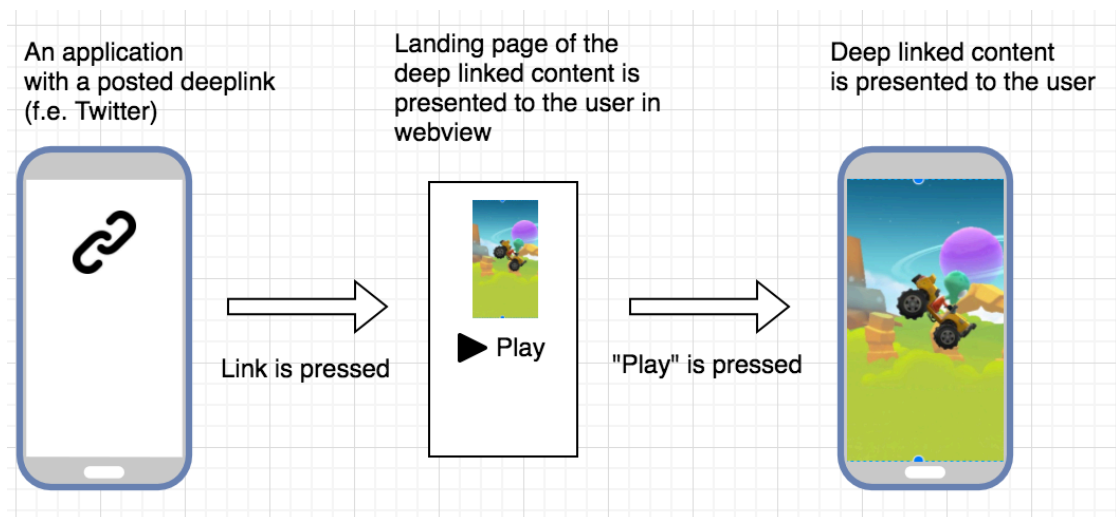 An application
with a posted deeplink
(f.e. Twitter)
Landing page of the
deep linked content is
presented to the user in
webview
Deep linked content
is presented to the user
Link is pressed
Play
"Play" is pressed